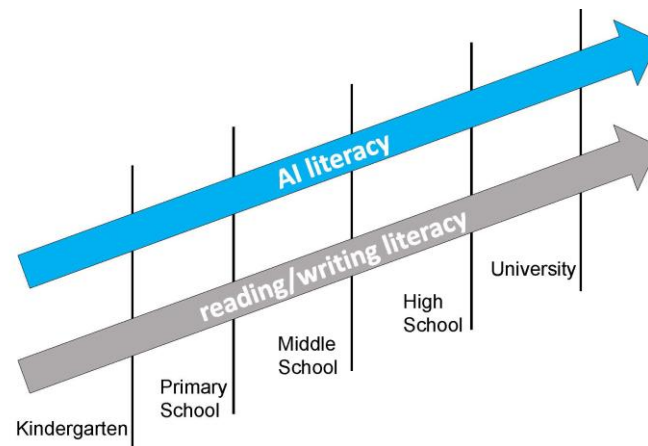 AI literacy
reading/writing literacy
University
High
School
Middle
School
Primary
School
Kindergarten